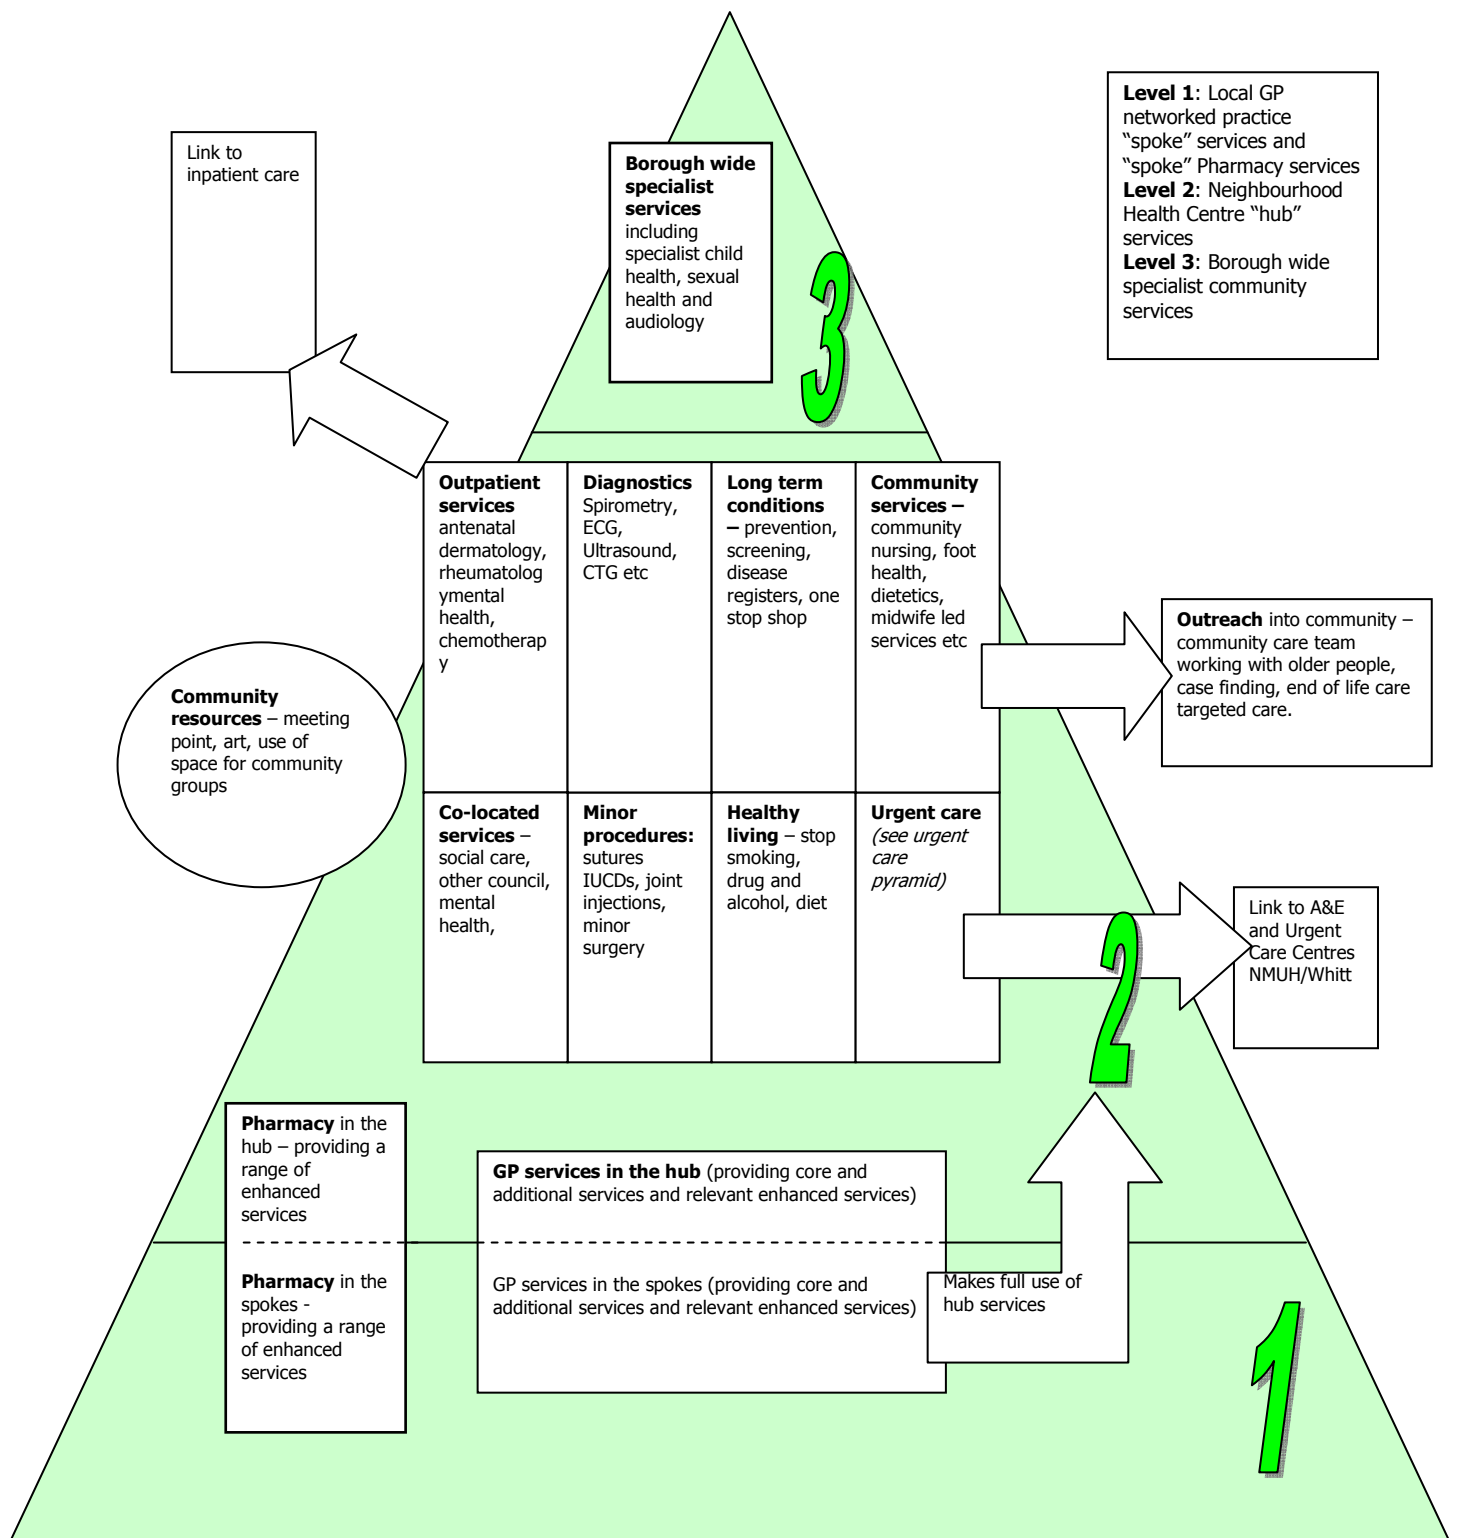 Level 1: Local GP
networked practice
“spoke” services and
“spoke” Pharmacy services
Level 2: Neighbourhood
Health Centre “hub”
services
Level 3: Borough wide
specialist community
services
Link to
inpatient care
Borough wide
specialist
services
including
specialist child
health, sexual
health and
audiology
3
Outpatient
services
antenatal
dermatology,
rheumatolog
ymental
health,
chemotherap
y
Diagnostics
Spirometry,
ECG,
Ultrasound,
CTG etc
Long term
conditions
– prevention,
screening,
disease
registers, one
stop shop
Community
services –
community
nursing, foot
health,
dietetics,
midwife led
services etc
Outreach into community –
community care team
working with older people,
case finding, end of life care
targeted care.
Community
resources – meeting
point, art, use of
space for community
groups
Co-located
services –
social care,
other council,
mental
health,
Minor
procedures:
sutures
IUCDs, joint
injections,
minor
surgery
Healthy
living – stop
smoking,
drug and
alcohol, diet
Urgent care
(see urgent
care
pyramid)
2
Link to A&E
and Urgent
Care Centres
NMUH/Whitt
Pharmacy in the
hub – providing a
range of
enhanced
services
Pharmacy in the
spokes -
providing a range
of enhanced
services
GP services in the hub (providing core and
additional services and relevant enhanced services)
GP services in the spokes (providing core and
additional services and relevant enhanced services)
Makes full use of
hub services
1